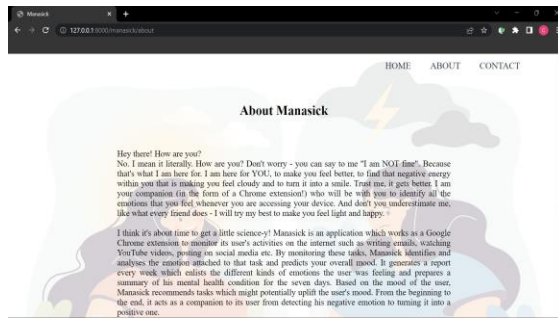 Manasick
127.0.0.1:8000/manasick/about
HOME ABOUT CONTACT
About Manasick
Hey there! How are you?
No. I mean it literally. How are you? Don't worry - you can say to me "I am NOT fine". Because
that's what I am here for. I am here for YOU, to make you feel better, to find that negative energy
within you that is making you feel cloudy and to turn it into a smile. Trust me, it gets better. I am
your companion (in the form of a Chrome extension!) who will be with you to identify all the
emotions that you feel whenever you are accessing your device. And don't you underestimate me,
like what every friend does - I will try my best to make you feel light and happy.
I think it's about time to get a little science-y! Manasick is an application which works as a Google
Chrome extension to monitor its user's activities on the internet such as writing emails, watching
YouTube videos, posting on social media etc. By monitoring these tasks, Manasick identifies and
analyses the emotion attached to that task and predicts your overall mood. It generates a report
every week which enlists the different kinds of emotions the user was feeling and prepares a
summary of his mental health condition for the seven days. Based on the mood of the user,
Manasick recommends tasks which might potentially uplift the user's mood. From the beginning to
the end, it acts as a companion to its user from detecting his negative emotion to turning it into a
positive one.